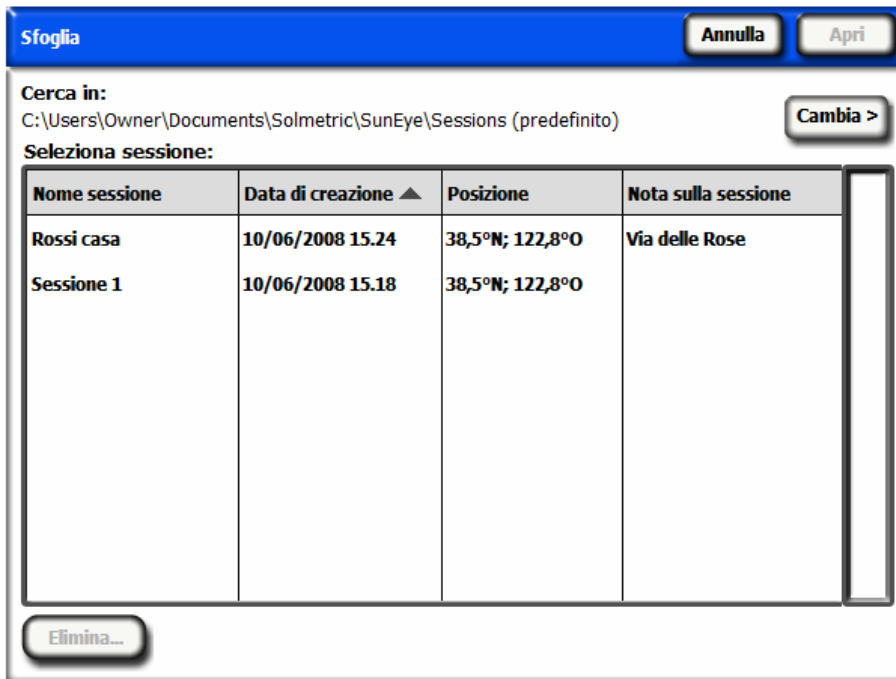 Sfoglia Annulla Apri
Cerca in:
C:\Users\Owner\Documents\Solmetric\SunEye\Sessions (predefinito) Cambia >
Seleziona sessione:
Nome sessione Data di creazione Posizione Nota sulla sessione
Rossi casa 10/06/2008 15.24 38,5°N; 122,8°O Via delle Rose
Sessione 1 10/06/2008 15.18 38,5°N; 122,8°O
Elimina...